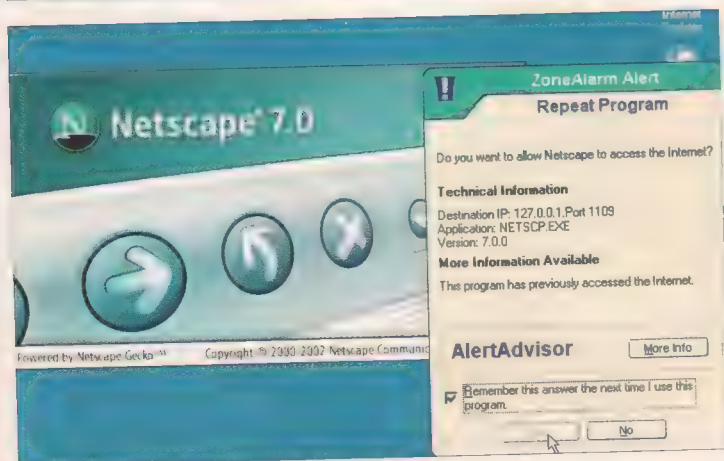 Internet
Netscape® 7.0
Powered by Netscape Gecko™
Copyright © 2000-2002 Netscape Communic
ZoneAlarm Alert
Repeat Program
Do you want to allow Netscape to access the Internet?
Technical Information
Destination IP: 127.0.0.1.Port 1109
Application: NETSCP.EXE
Version: 7.0.0
More Information Available
This program has previously accessed the Internet.
AlertAdvisor
More Info
Remember this answer the next time I use this
program.
No